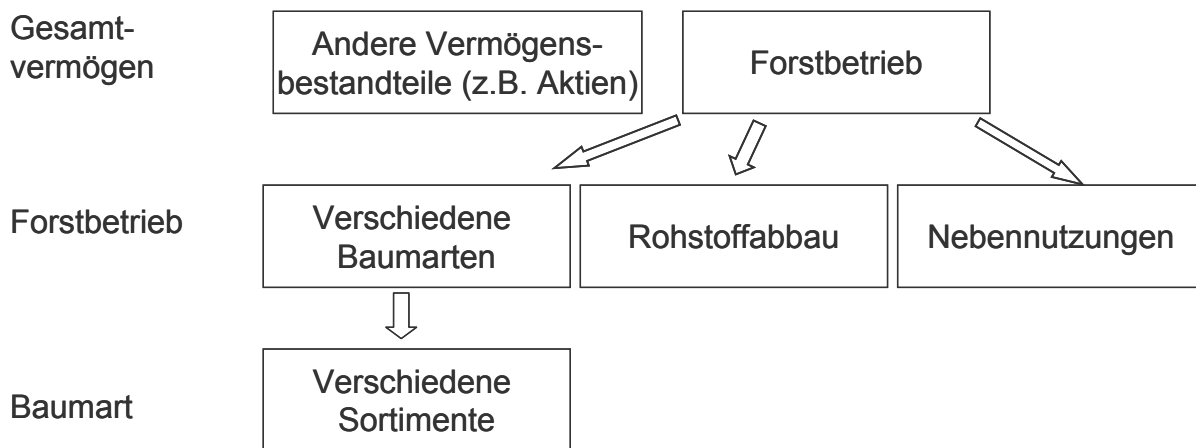 Gesamt-
vermögen
Andere Vermögens-
bestandteile (z.B. Aktien)
Forstbetrieb
Forstbetrieb
Verschiedene
Baumarten
Rohstoffabbau
Nebennutzungen
Baumart
Verschiedene
Sortimente